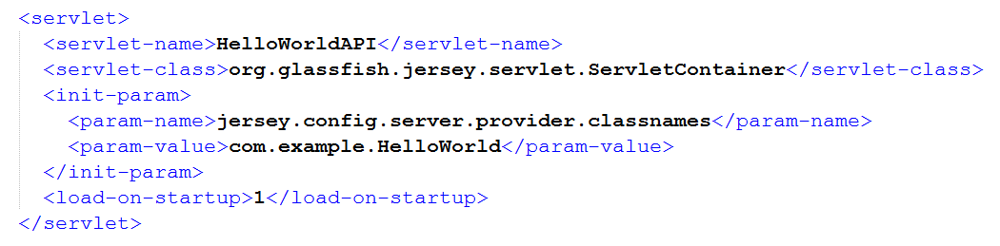 <servlet>
<servlet-name>HelloWorldAPI</servlet-name>
<servlet-class>org.glassfish.jersey.servlet.ServletContainer</servlet-class>
<init-param>
<param-name>jersey.config.server.provider.classnames</param-name>
<param-value>com.example.HelloWorld</param-value>
</init-param>
<load-on-startup>1</load-on-startup>
</servlet>